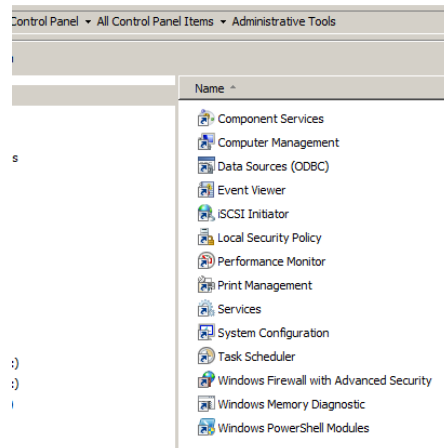 Control Panel ▾ All Control Panel Items ▾ Administrative Tools
Name
s
Component Services
Computer Management
Data Sources (ODBC)
Event Viewer
iSCSI Initiator
Local Security Policy
Performance Monitor
Print Management
Services
System Configuration
Task Scheduler
Windows Firewall with Advanced Security
Windows Memory Diagnostic
Windows PowerShell Modules
:)
:)
)